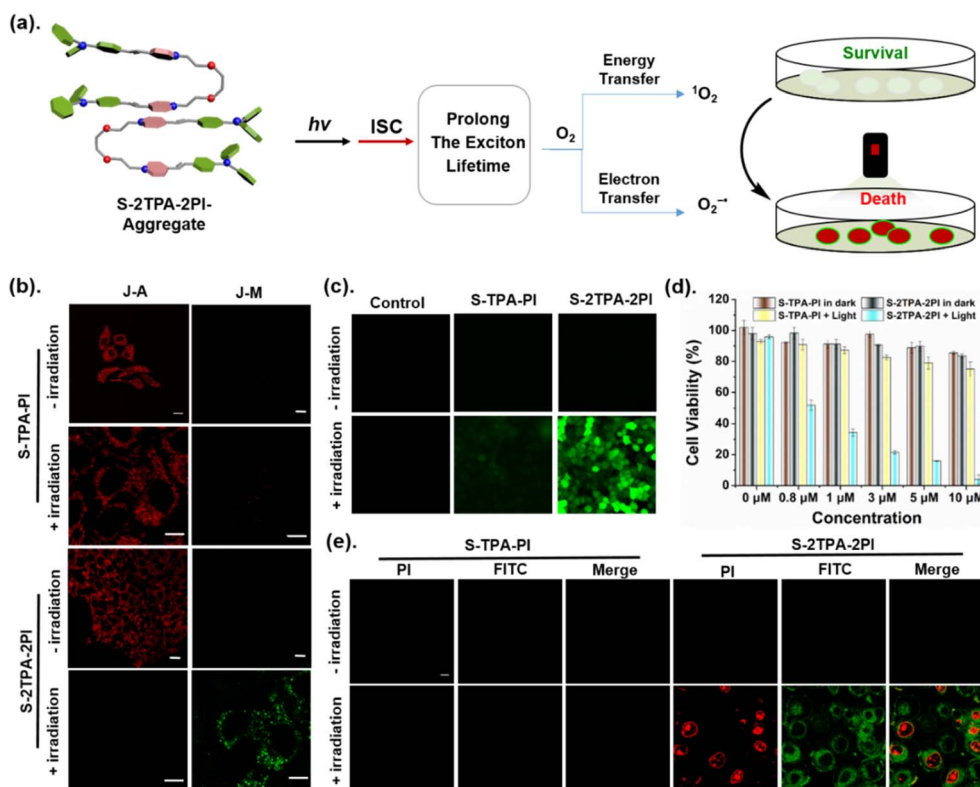 (a).
S-2TPA-2PI-
Aggregate
hv
ISC
Prolong
The Exciton
Lifetime
O2
Energy
Transfer
¹O2
Electron
Transfer
O2⁻•
Survival
Death
(b).
J-A
J-M
S-TPA-PI
- irradiation
+ irradiation
S-2TPA-2PI
- irradiation
+ irradiation
(c).
Control
S-TPA-PI
S-2TPA-2PI
- irradiation
+ irradiation
(d).
S-TPA-PI in dark
S-2TPA-2PI in dark
S-TPA-PI + Light
S-2TPA-2PI + Light
Cell Viability (%)
120
100
80
60
40
20
0
0 μM
0.8 μM
1 μM
3 μM
5 μM
10 μM
Concentration
(e).
S-TPA-PI
S-2TPA-2PI
PI
FITC
Merge
PI
FITC
Merge
- irradiation
+ irradiation